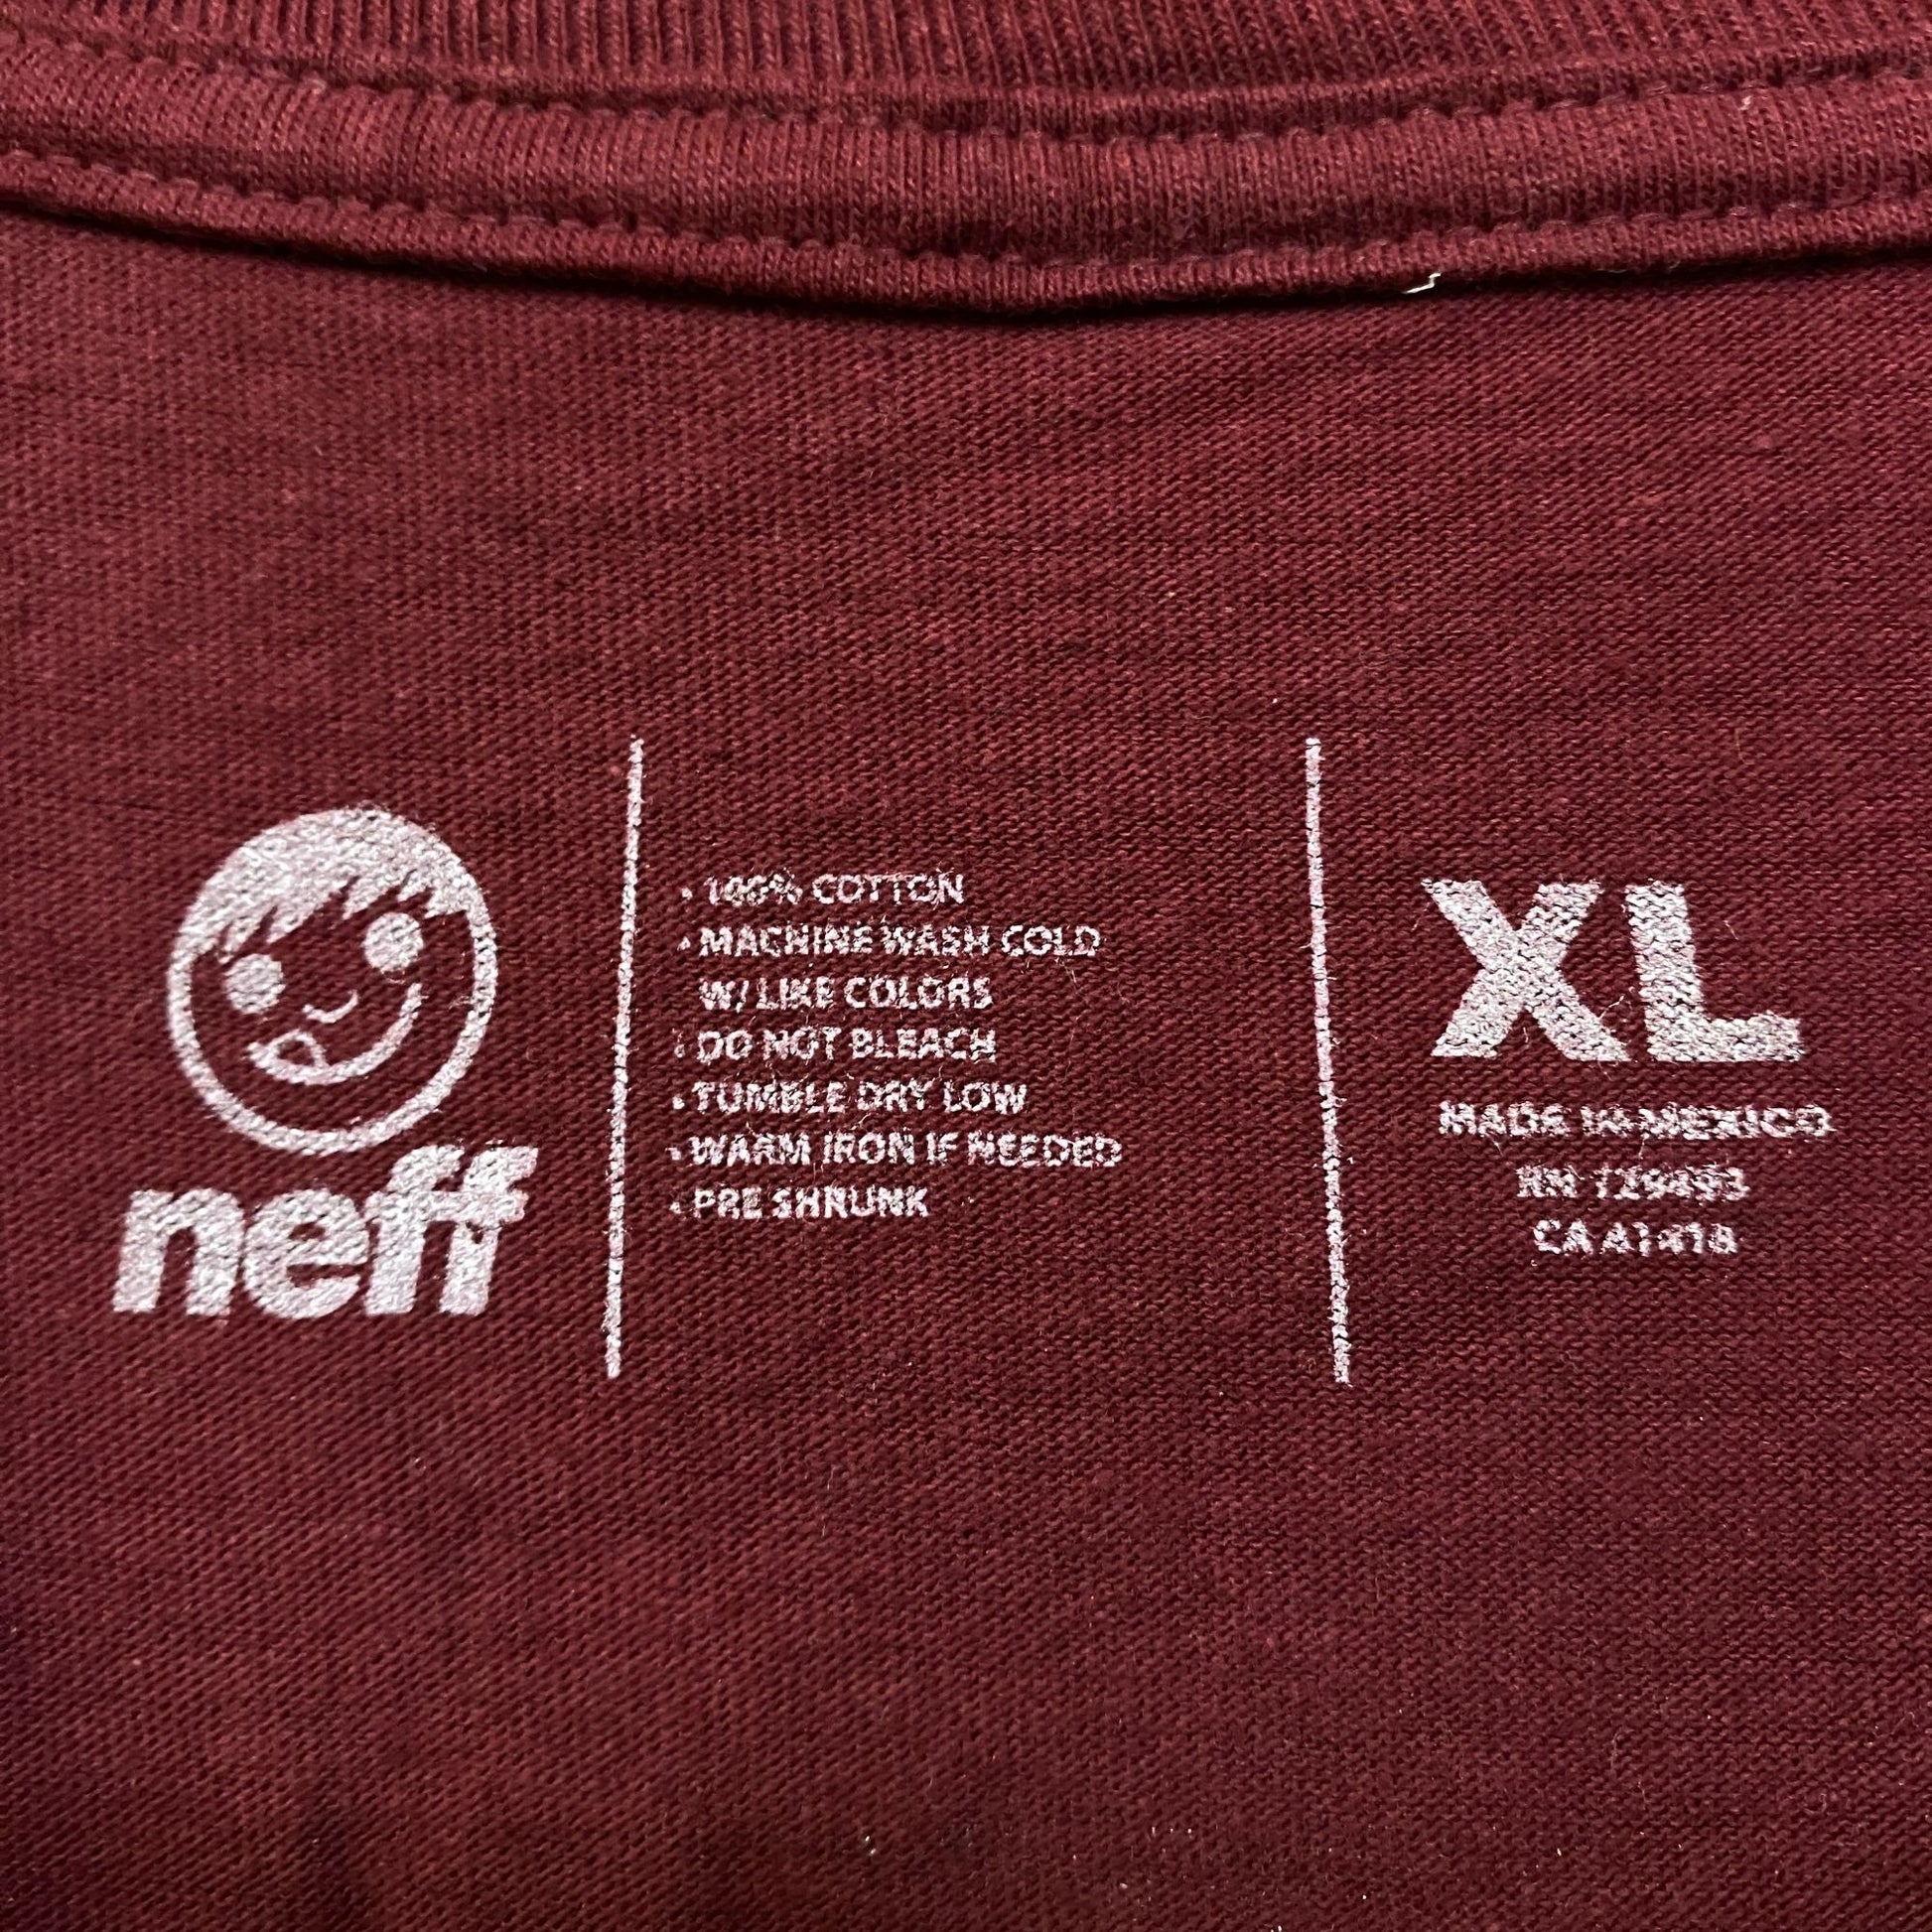 neff
• 100% COTTON
• MACHINE WASH COLD
W/ LIKE COLORS
• DO NOT BLEACH
• TUMBLE DRY LOW
• WARM IRON IF NEEDED
• PRE SHRUNK
XL
MADE IN MEXICO
RN 129493
CA